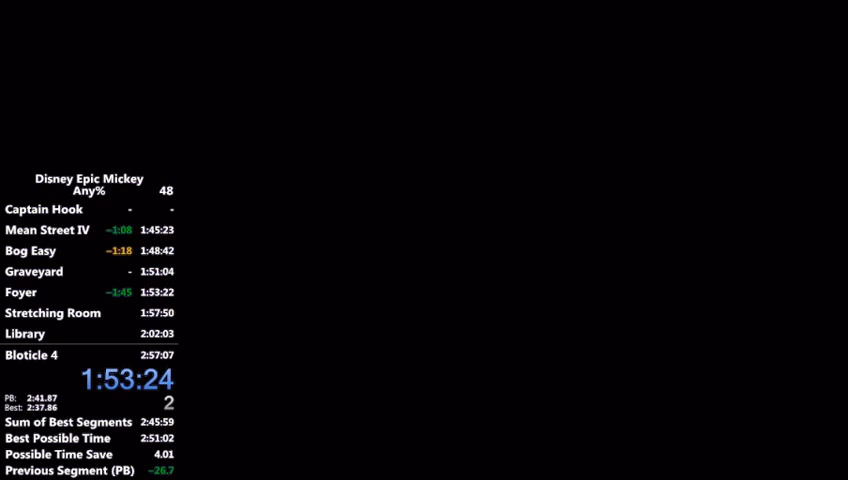 Disney Epic Mickey
Any% 48
Captain Hook - -
Mean Street IV −1:08 1:45:23
Bog Easy −1:18 1:48:42
Graveyard - 1:51:04
Foyer −1:45 1:53:22
Stretching Room 1:57:50
Library 2:02:03
Bloticle 4 2:57:07
1:53:24
PB: 2:41.87
Best: 2:37.86 2
Sum of Best Segments 2:45:59
Best Possible Time 2:51:02
Possible Time Save 4.01
Previous Segment (PB) −26.7